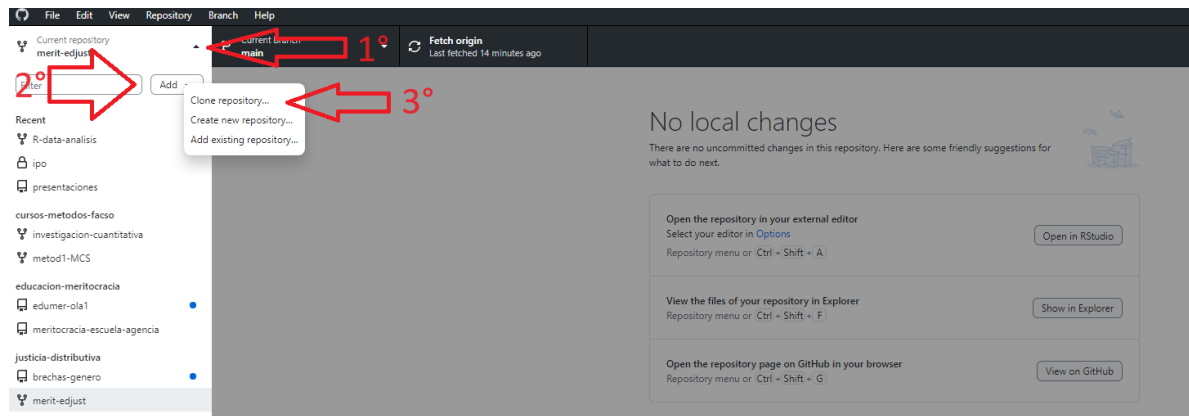 File Edit View Repository Branch Help
Current repository
merit-edjust
Current Branch
main
Fetch origin
Last fetched 14 minutes ago
1°
2°
3°
Filter
Add
Clone repository...
Create new repository...
Add existing repository...
Recent
R-data-analisis
ipo
presentaciones
cursos-metodos-facso
investigacion-cuantitativa
metod1-MCS
educacion-meritocracia
edumer-ola1
meritocracia-escuela-agencia
justicia-distributiva
brechas-genero
merit-edjust
No local changes
There are no uncommitted changes in this repository. Here are some friendly suggestions for
what to do next.
Open the repository in your external editor
Select your editor in Options
Repository menu or Ctrl + Shift + A
Open in RStudio
View the files of your repository in Explorer
Repository menu or Ctrl + Shift + F
Show in Explorer
Open the repository page on GitHub in your browser
Repository menu or Ctrl + Shift + G
View on GitHub